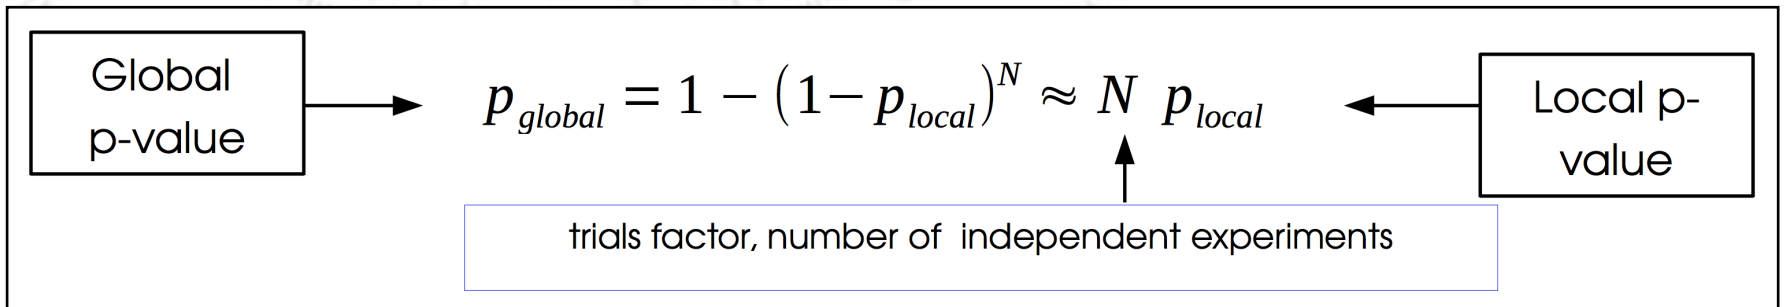 Global
p-value
p_global = 1 − (1− p_local)^N ≈ N p_local
Local p-
value
trials factor, number of independent experiments